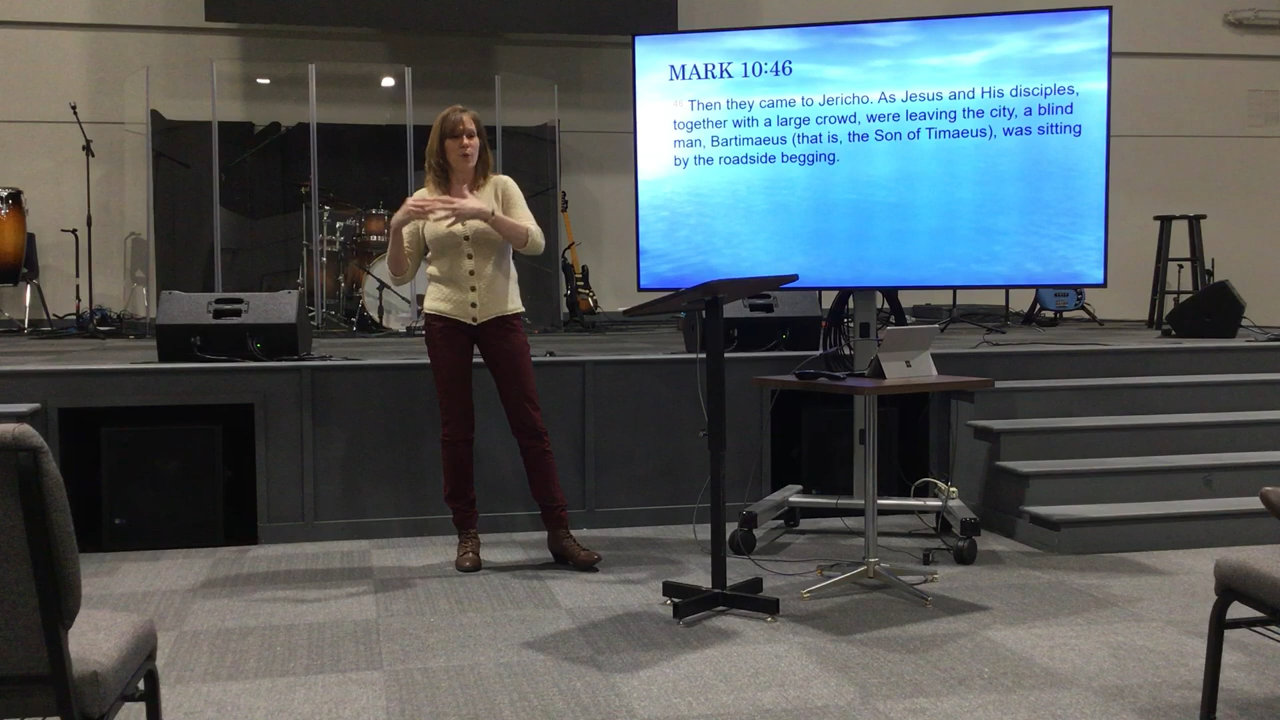 MARK 10:46
46 Then they came to Jericho. As Jesus and His disciples,
together with a large crowd, were leaving the city, a blind
man, Bartimaeus (that is, the Son of Timaeus), was sitting
by the roadside begging.